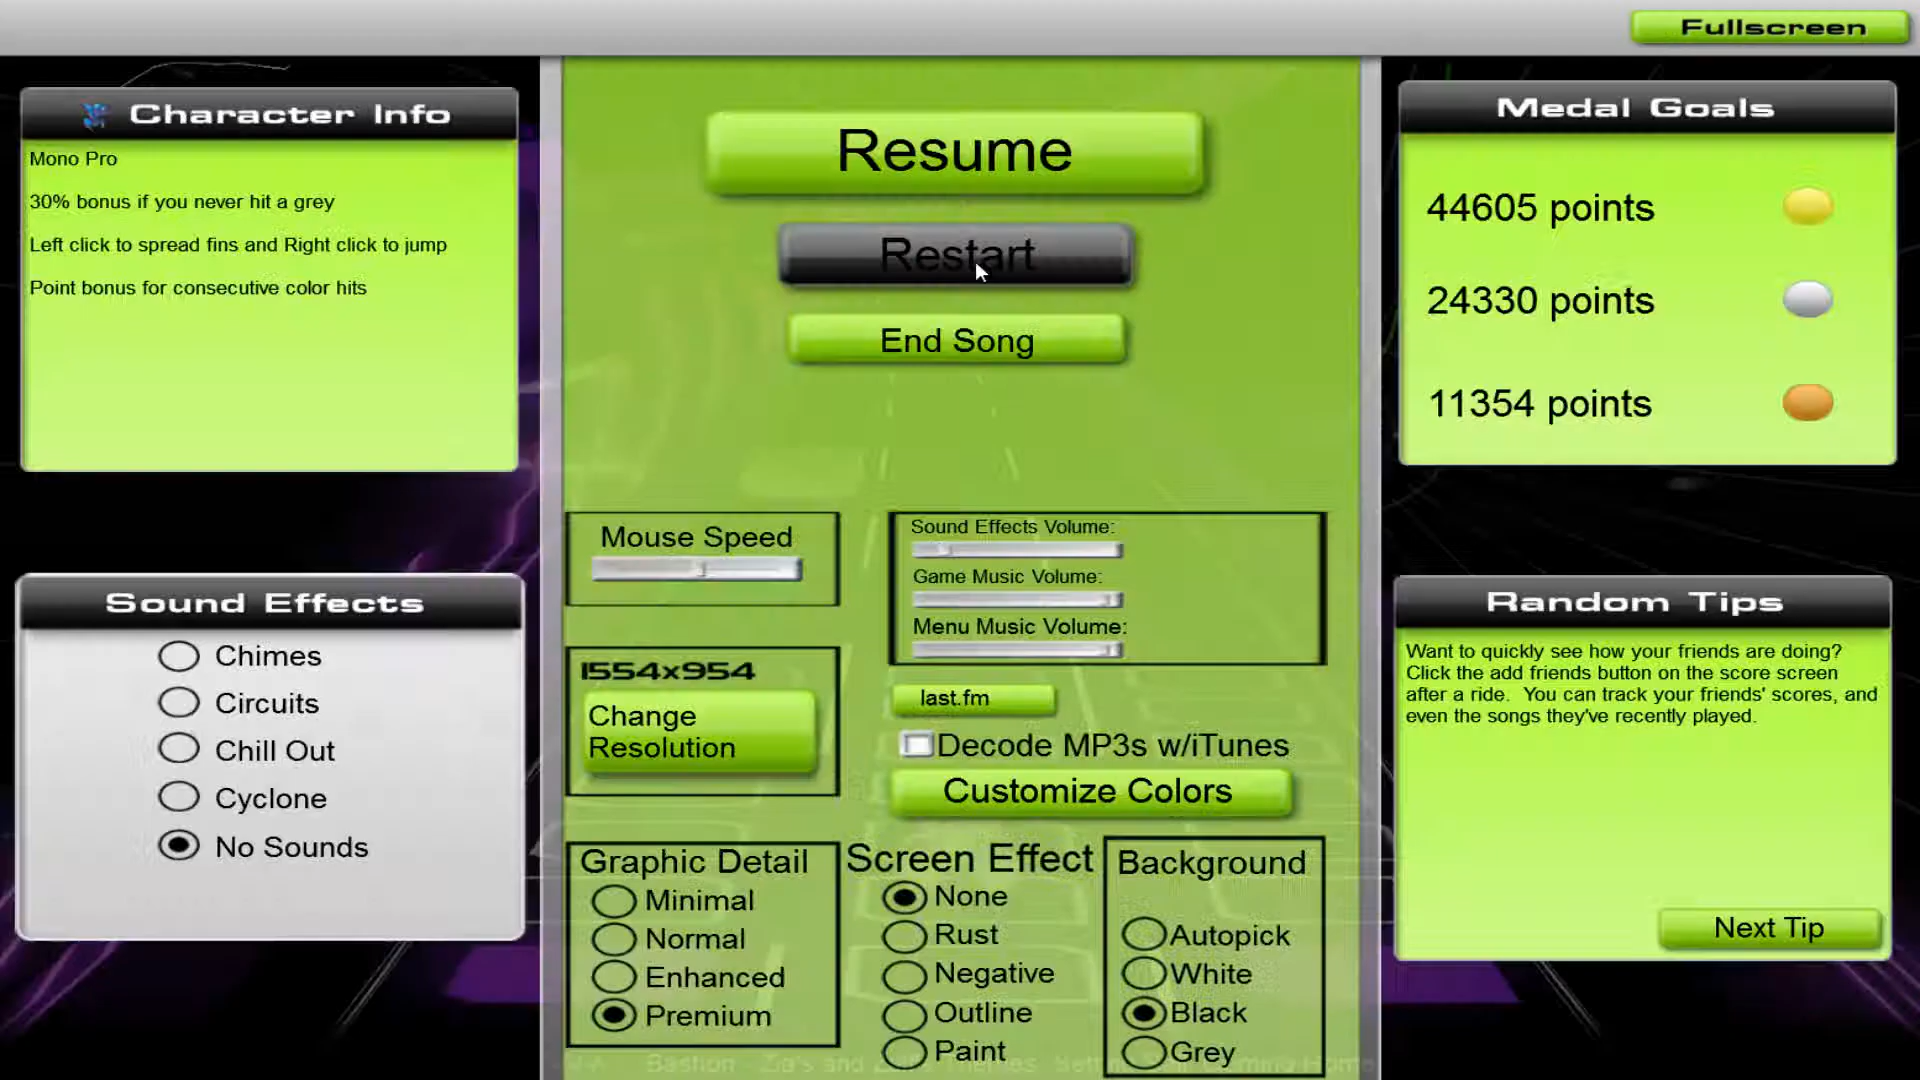 Fullscreen
Character Info
Mono Pro
30% bonus if you never hit a grey
Left click to spread fins and Right click to jump
Point bonus for consecutive color hits
Resume
Restart
End Song
Medal Goals
44605 points
24330 points
11354 points
Sound Effects
Chimes
Circuits
Chill Out
Cyclone
No Sounds
Mouse Speed
1554x954
Change
Resolution
Sound Effects Volume:
Game Music Volume:
Menu Music Volume:
last.fm
Decode MP3s w/iTunes
Customize Colors
Graphic Detail
Minimal
Normal
Enhanced
Premium
Screen Effect
None
Rust
Negative
Outline
Paint
Background
Autopick
White
Black
Grey
Random Tips
Want to quickly see how your friends are doing?
Click the add friends button on the score screen
after a ride. You can track your friends' scores, and
even the songs they've recently played.
Next Tip
Bastion - Zia's and